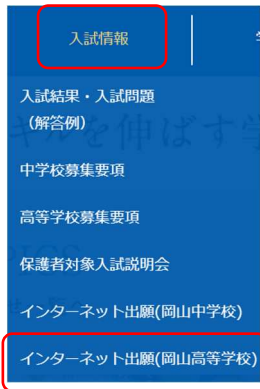 入試情報
入試結果・入試問題
（解答例）
中学校募集要項
高等学校募集要項
保護者対象入試説明会
インターネット出願(岡山中学校)
インターネット出願(岡山高等学校)